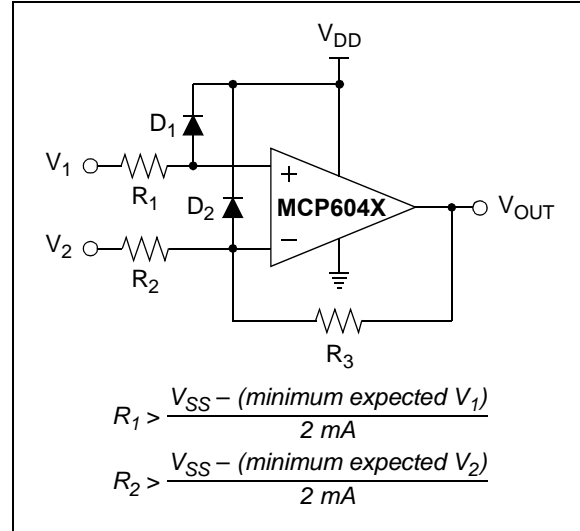 V_DD
D_1
V_1
R_1
+
MCP604X
V_OUT
D_2
V_2
–
R_2
R_3
R_1 > V_SS – (minimum expected V_1) / 2 mA
R_2 > V_SS – (minimum expected V_2) / 2 mA